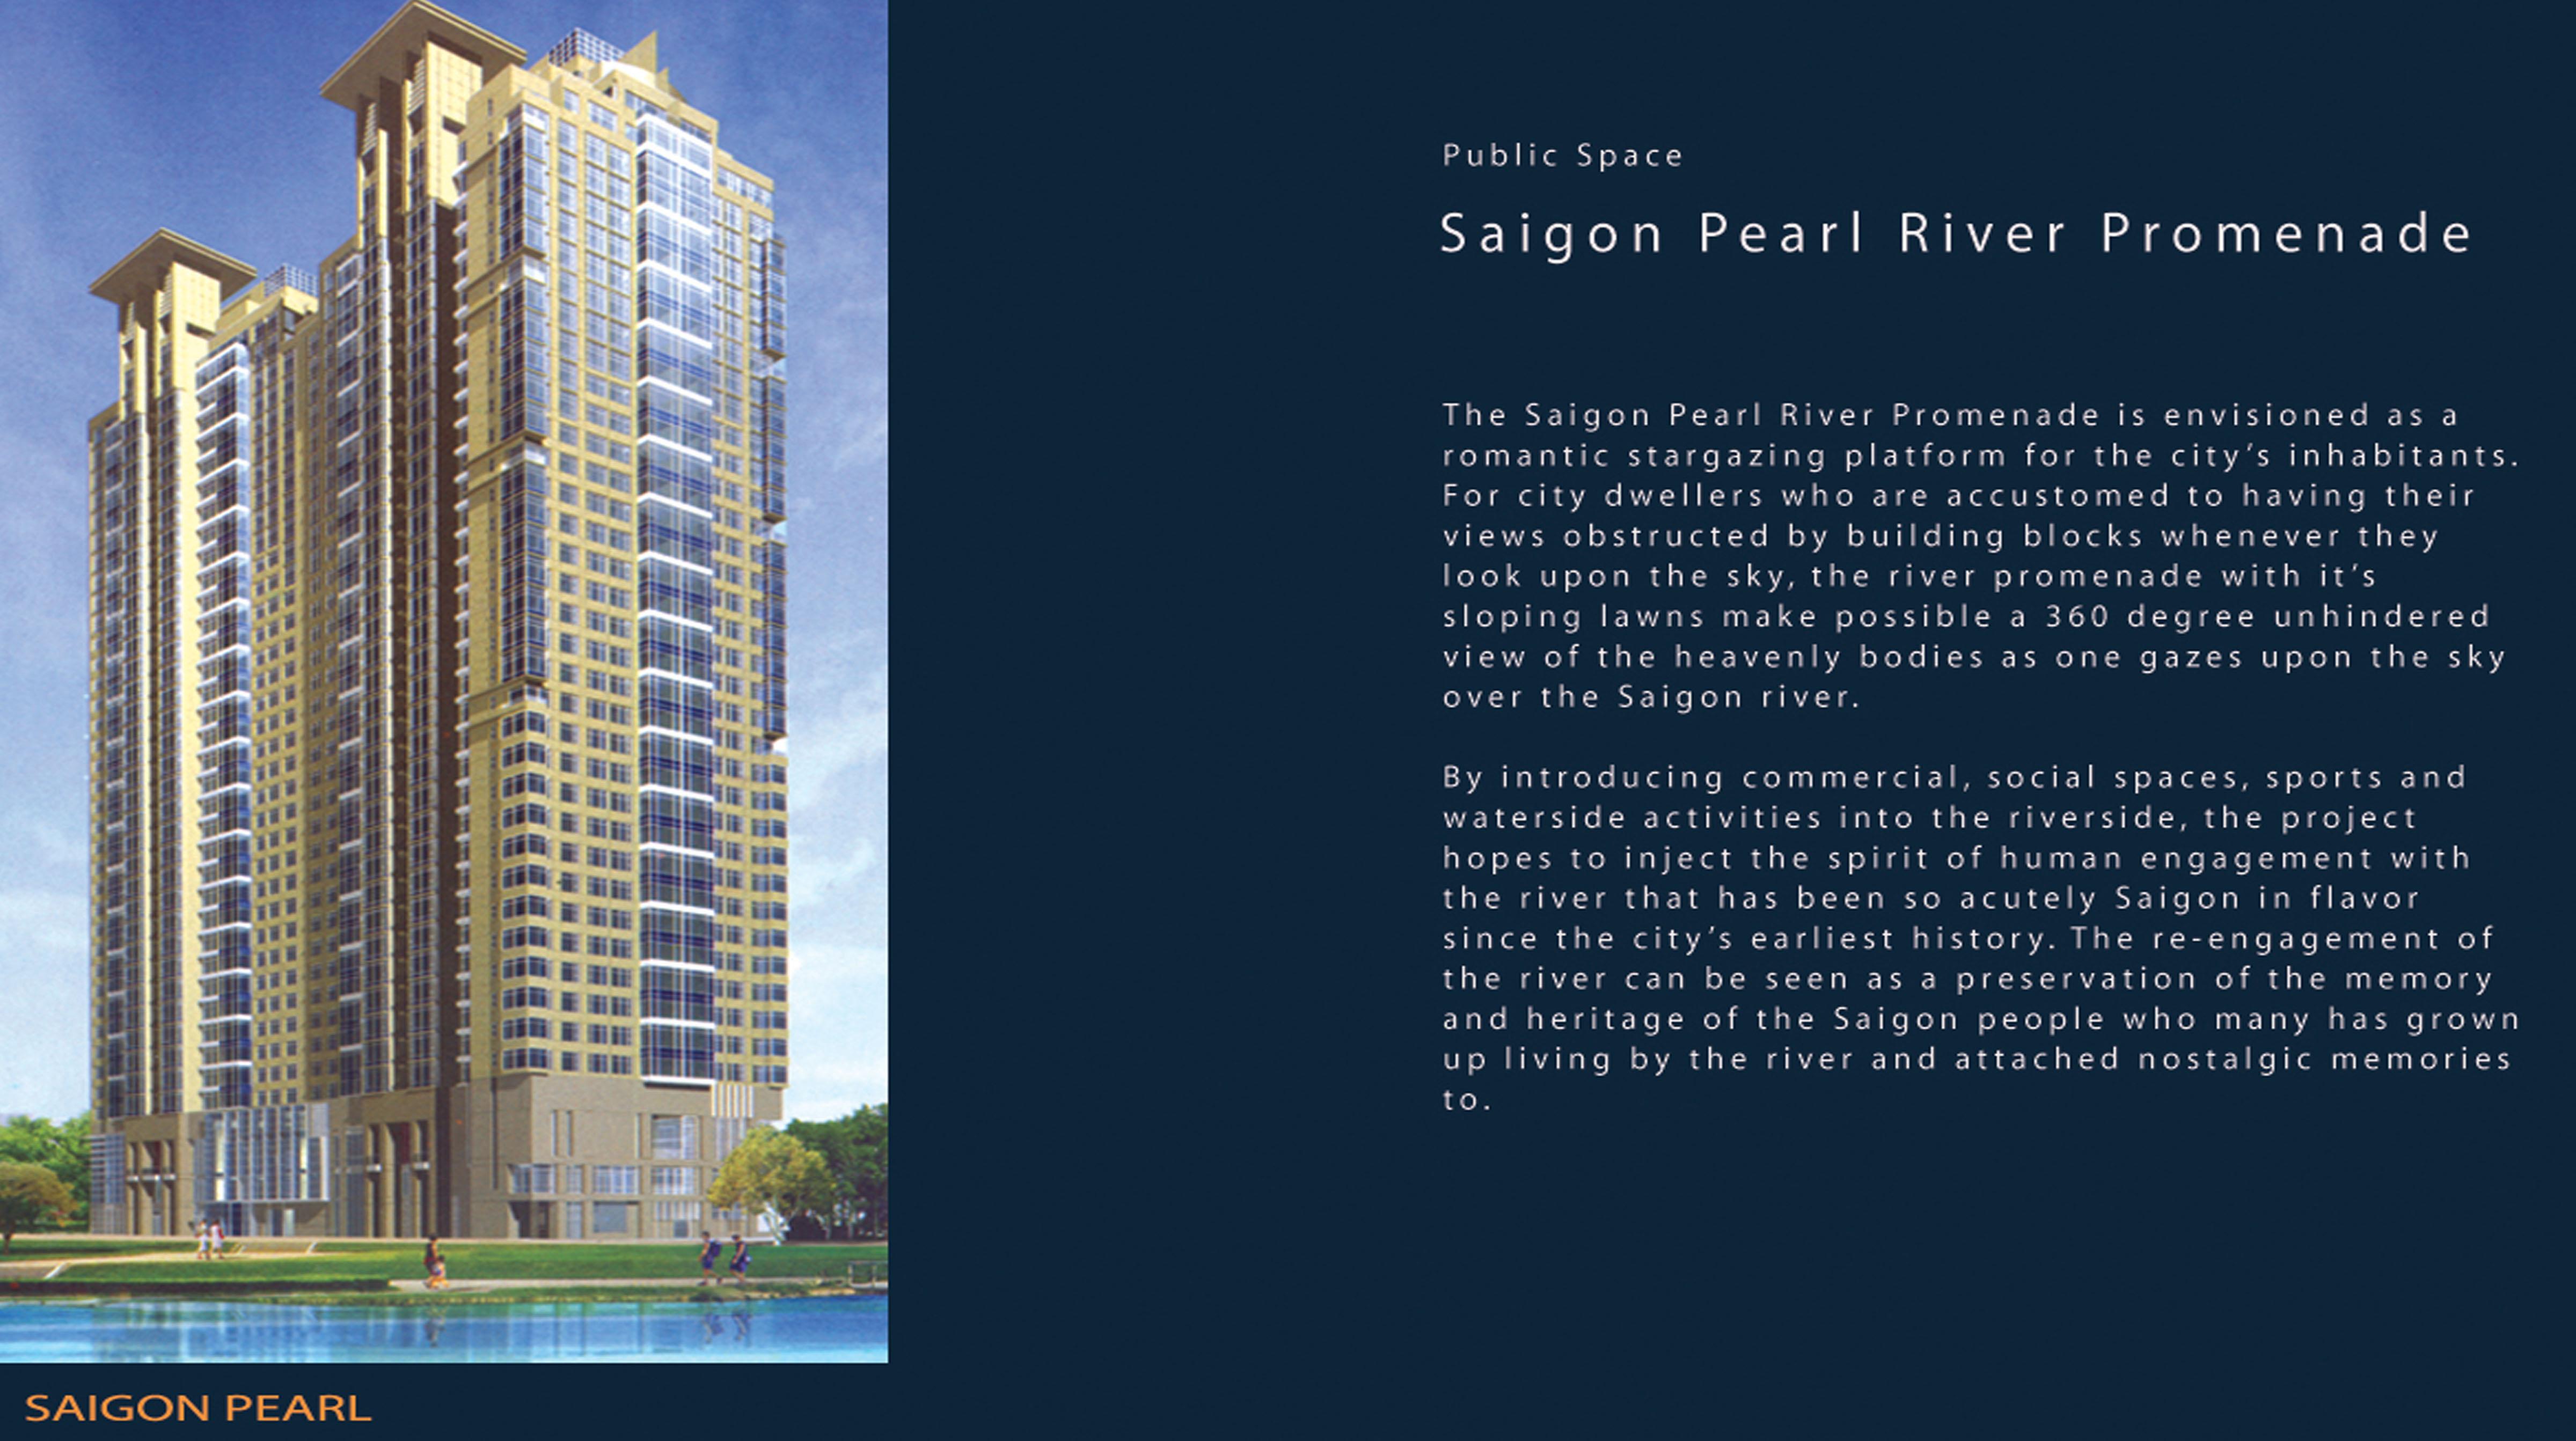 Public Space
Saigon Pearl River Promenade
The Saigon Pearl River Promenade is envisioned as a
romantic stargazing platform for the city’s inhabitants.
For city dwellers who are accustomed to having their
views obstructed by building blocks whenever they
look upon the sky, the river promenade with it’s
sloping lawns make possible a 360 degree unhindered
view of the heavenly bodies as one gazes upon the sky
over the Saigon river.
By introducing commercial, social spaces, sports and
waterside activities into the riverside, the project
hopes to inject the spirit of human engagement with
the river that has been so acutely Saigon in flavor
since the city’s earliest history. The re-engagement of
the river can be seen as a preservation of the memory
and heritage of the Saigon people who many has grown
up living by the river and attached nostalgic memories
to.
SAIGON PEARL